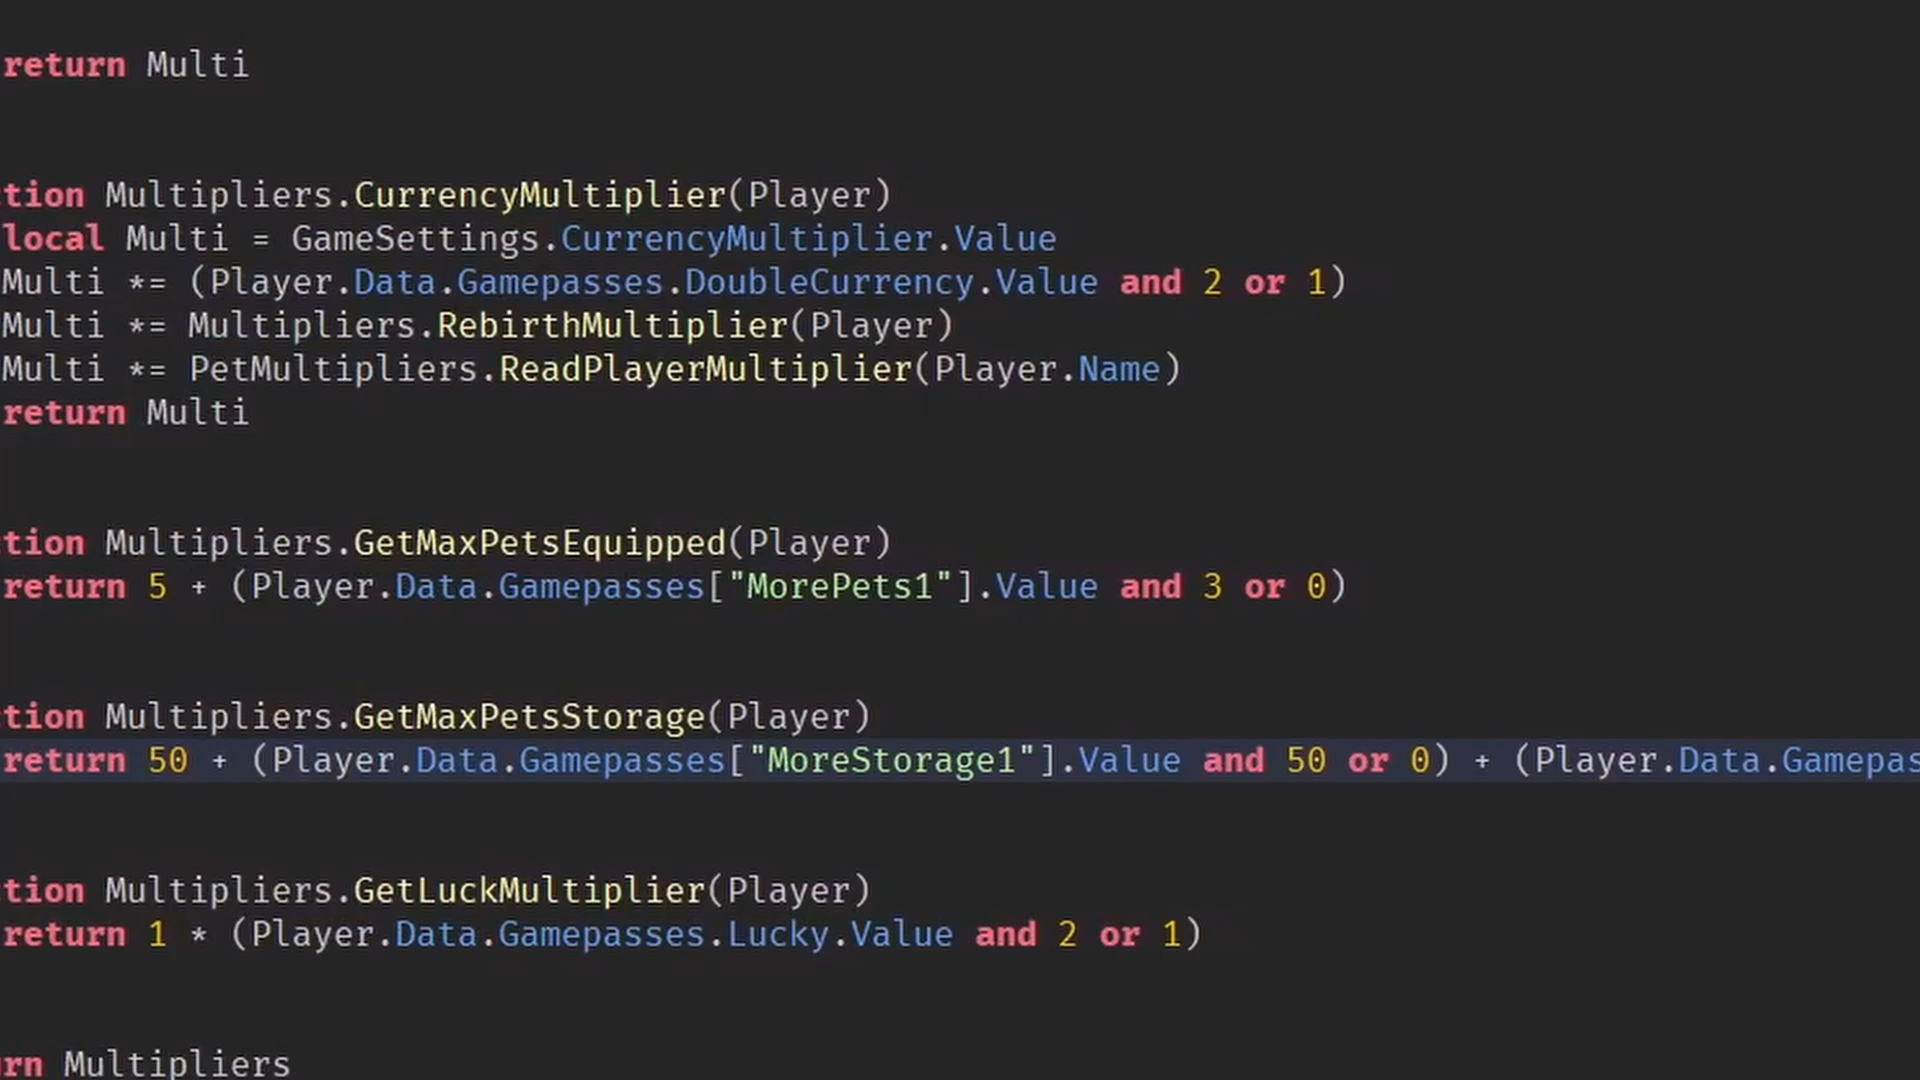 return Multi
tion Multipliers.CurrencyMultiplier(Player)
local Multi = GameSettings.CurrencyMultiplier.Value
Multi *= (Player.Data.Gamepasses.DoubleCurrency.Value and 2 or 1)
Multi *= Multipliers.RebirthMultiplier(Player)
Multi *= PetMultipliers.ReadPlayerMultiplier(Player.Name)
return Multi
tion Multipliers.GetMaxPetsEquipped(Player)
return 5 + (Player.Data.Gamepasses["MorePets1"].Value and 3 or 0)
tion Multipliers.GetMaxPetsStorage(Player)
return 50 + (Player.Data.Gamepasses["MoreStorage1"].Value and 50 or 0) + (Player.Data.Gamepas
tion Multipliers.GetLuckMultiplier(Player)
return 1 * (Player.Data.Gamepasses.Lucky.Value and 2 or 1)
rn Multipliers